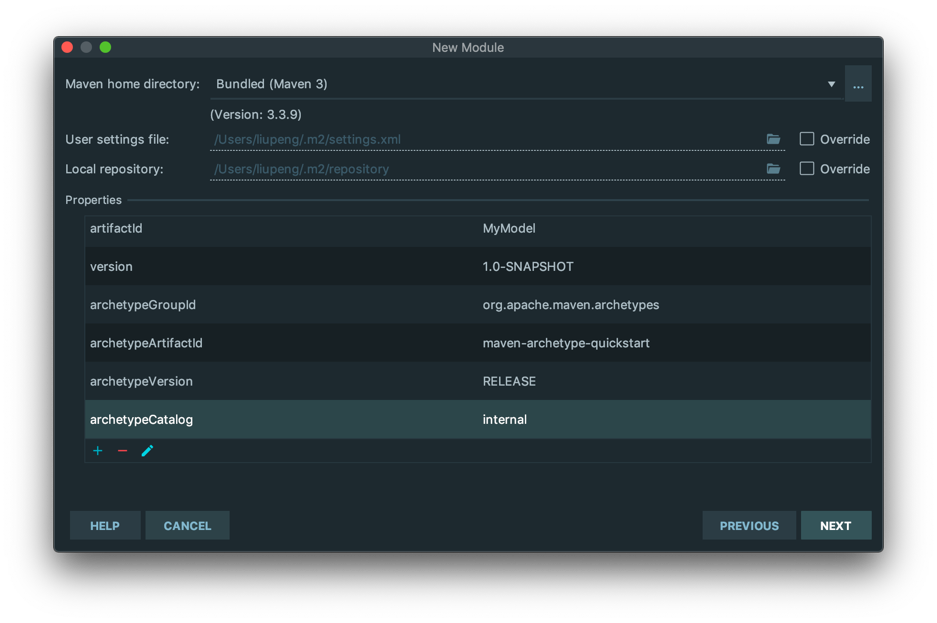 New Module
Maven home directory: Bundled (Maven 3) ...
(Version: 3.3.9)
User settings file: /Users/liupeng/.m2/settings.xml Override
Local repository: /Users/liupeng/.m2/repository Override
Properties
artifactId MyModel
version 1.0-SNAPSHOT
archetypeGroupId org.apache.maven.archetypes
archetypeArtifactId maven-archetype-quickstart
archetypeVersion RELEASE
archetypeCatalog internal
HELP CANCEL PREVIOUS NEXT